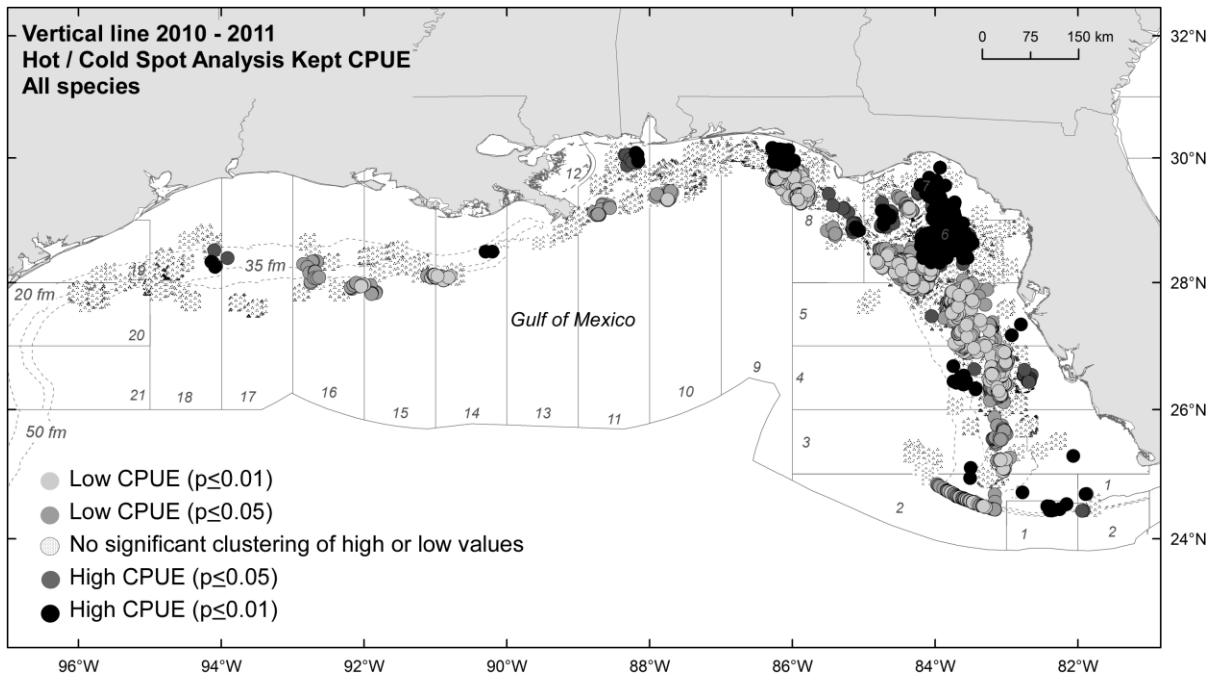 Vertical line 2010 - 2011
Hot / Cold Spot Analysis Kept CPUE
All species
0 75 150 km
32°N
30°N
28°N
26°N
24°N
12
7
8
6
19
35 fm
20 fm
Gulf of Mexico
5
20
9
4
10
21
18
17
16
15
14
13
11
50 fm
3
2
1
1
2
Low CPUE (p≤0.01)
Low CPUE (p≤0.05)
No significant clustering of high or low values
High CPUE (p≤0.05)
High CPUE (p≤0.01)
96°W 94°W 92°W 90°W 88°W 86°W 84°W 82°W